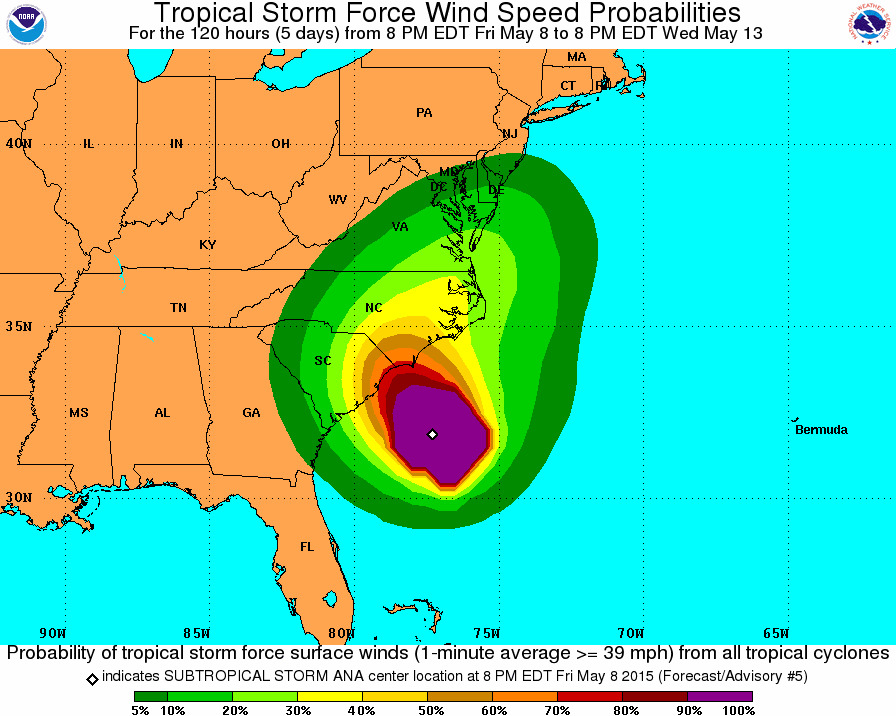 Tropical Storm Force Wind Speed Probabilities
For the 120 hours (5 days) from 8 PM EDT Fri May 8 to 8 PM EDT Wed May 13
NOAA
NATIONAL WEATHER SERVICE
MA
CT RI
PA
NJ
40N IL IN OH
MD
DC DE
WV
VA
KY
TN NC
35N
SC
MS AL GA
Bermuda
30N
FL
90W 85W 80W 75W 70W 65W
Probability of tropical storm force surface winds (1-minute average >= 39 mph) from all tropical cyclones
indicates SUBTROPICAL STORM ANA center location at 8 PM EDT Fri May 8 2015 (Forecast/Advisory #5)
5% 10% 20% 30% 40% 50% 60% 70% 80% 90% 100%